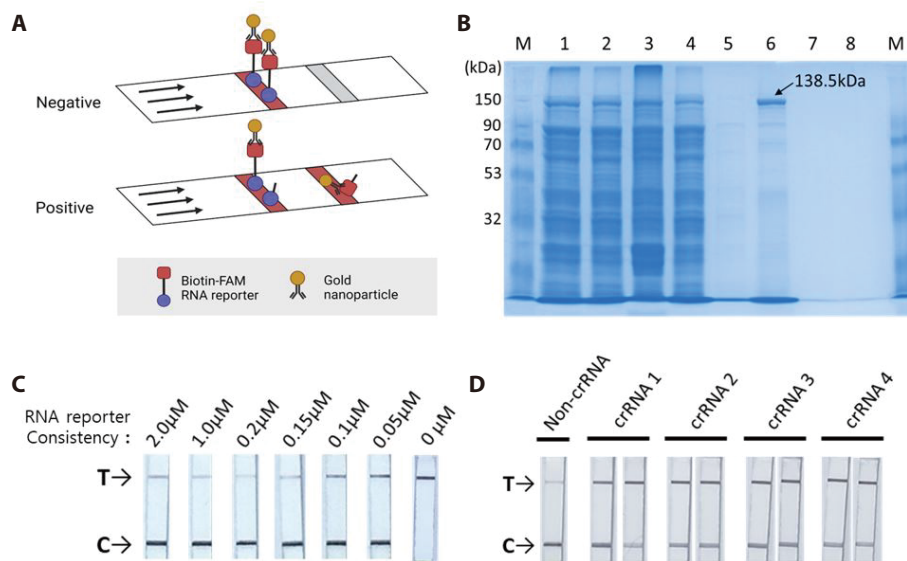 A
Negative
Positive
Biotin-FAM
RNA reporter
Gold
nanoparticle
B
M 1 2 3 4 5 6 7 8 M
(kDa)
150
90
70
53
32
138.5kDa
C
RNA reporter
Consistency :
2.0μM 1.0μM 0.2μM 0.15μM 0.1μM 0.05μM 0 μM
T→
C→
D
Non-crRNA crRNA 1 crRNA 2 crRNA 3 crRNA 4
T→
C→